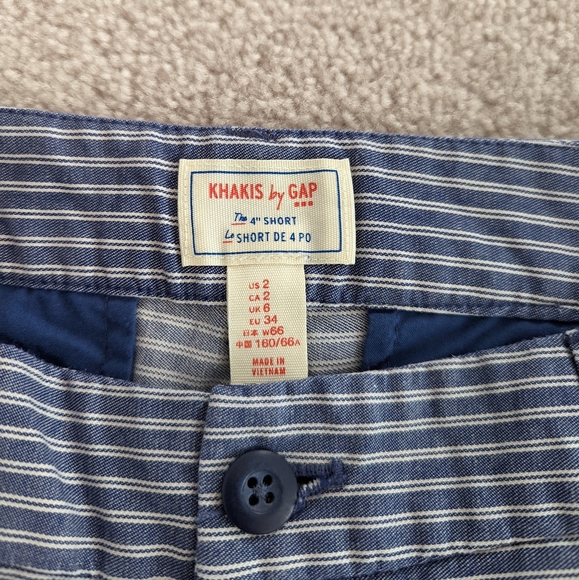 KHAKIS by GAP
The 4" SHORT
Le SHORT DE 4 PO
US 2
CA 2
UK 6
EU 34
日本 W66
中国 160/66A
MADE IN
VIETNAM